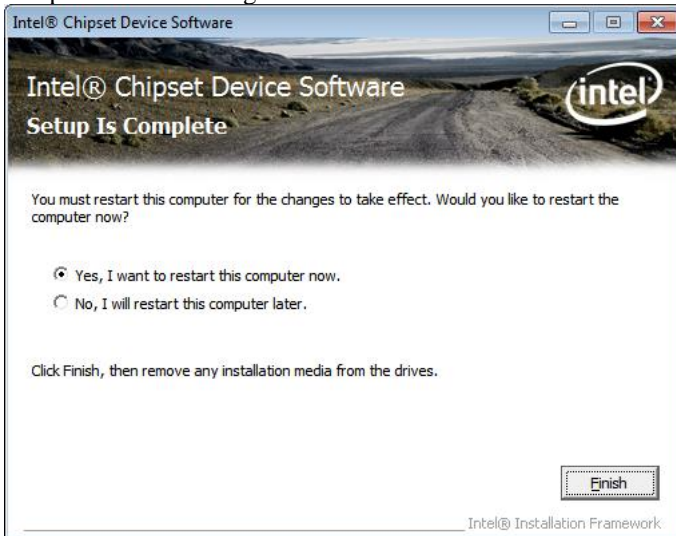 Intel® Chipset Device Software
Intel® Chipset Device Software
intel
Setup Is Complete
You must restart this computer for the changes to take effect. Would you like to restart the
computer now?
Yes, I want to restart this computer now.
No, I will restart this computer later.
Click Finish, then remove any installation media from the drives.
Finish
Intel® Installation Framework